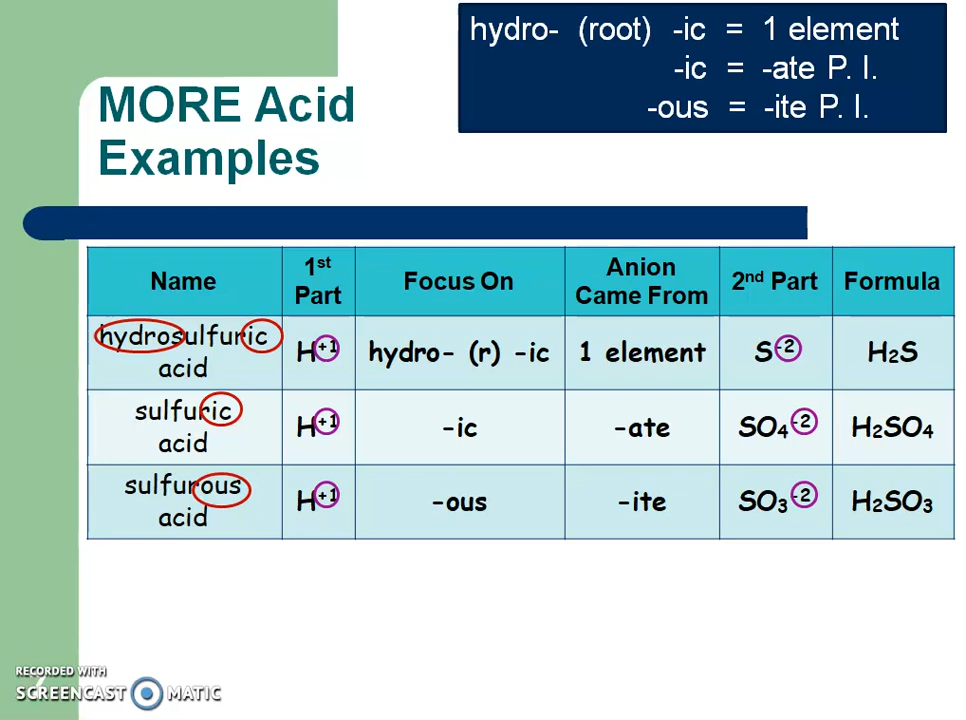 hydro- (root) -ic = 1 element
-ic = -ate P. I.
-ous = -ite P. I.
MORE Acid
Examples
Name 1st Part Focus On Anion Came From 2nd Part Formula
hydrosulfuric acid H+1 hydro- (r) -ic 1 element S-2 H2S
sulfuric acid H+1 -ic -ate SO4-2 H2SO4
sulfurous acid H+1 -ous -ite SO3-2 H2SO3
RECORDED WITH
SCREENCAST MATIC